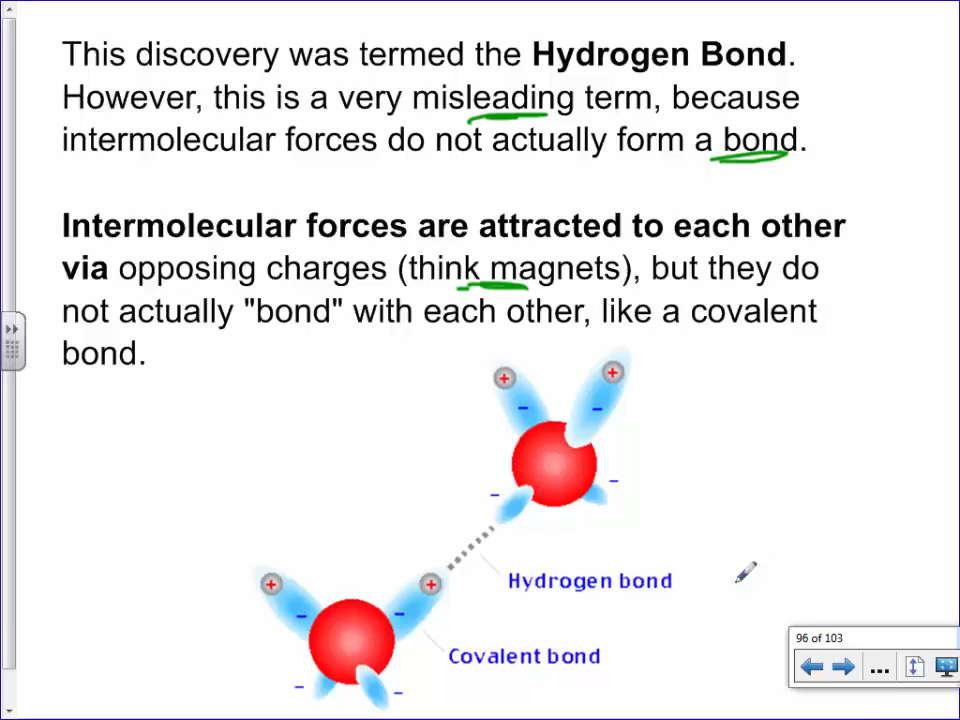 This discovery was termed the Hydrogen Bond.
However, this is a very misleading term, because
intermolecular forces do not actually form a bond.
Intermolecular forces are attracted to each other
via opposing charges (think magnets), but they do
not actually "bond" with each other, like a covalent
bond.
+ +
- -
- -
Hydrogen bond
+ +
- -
Covalent bond
- -
96 of 103
...